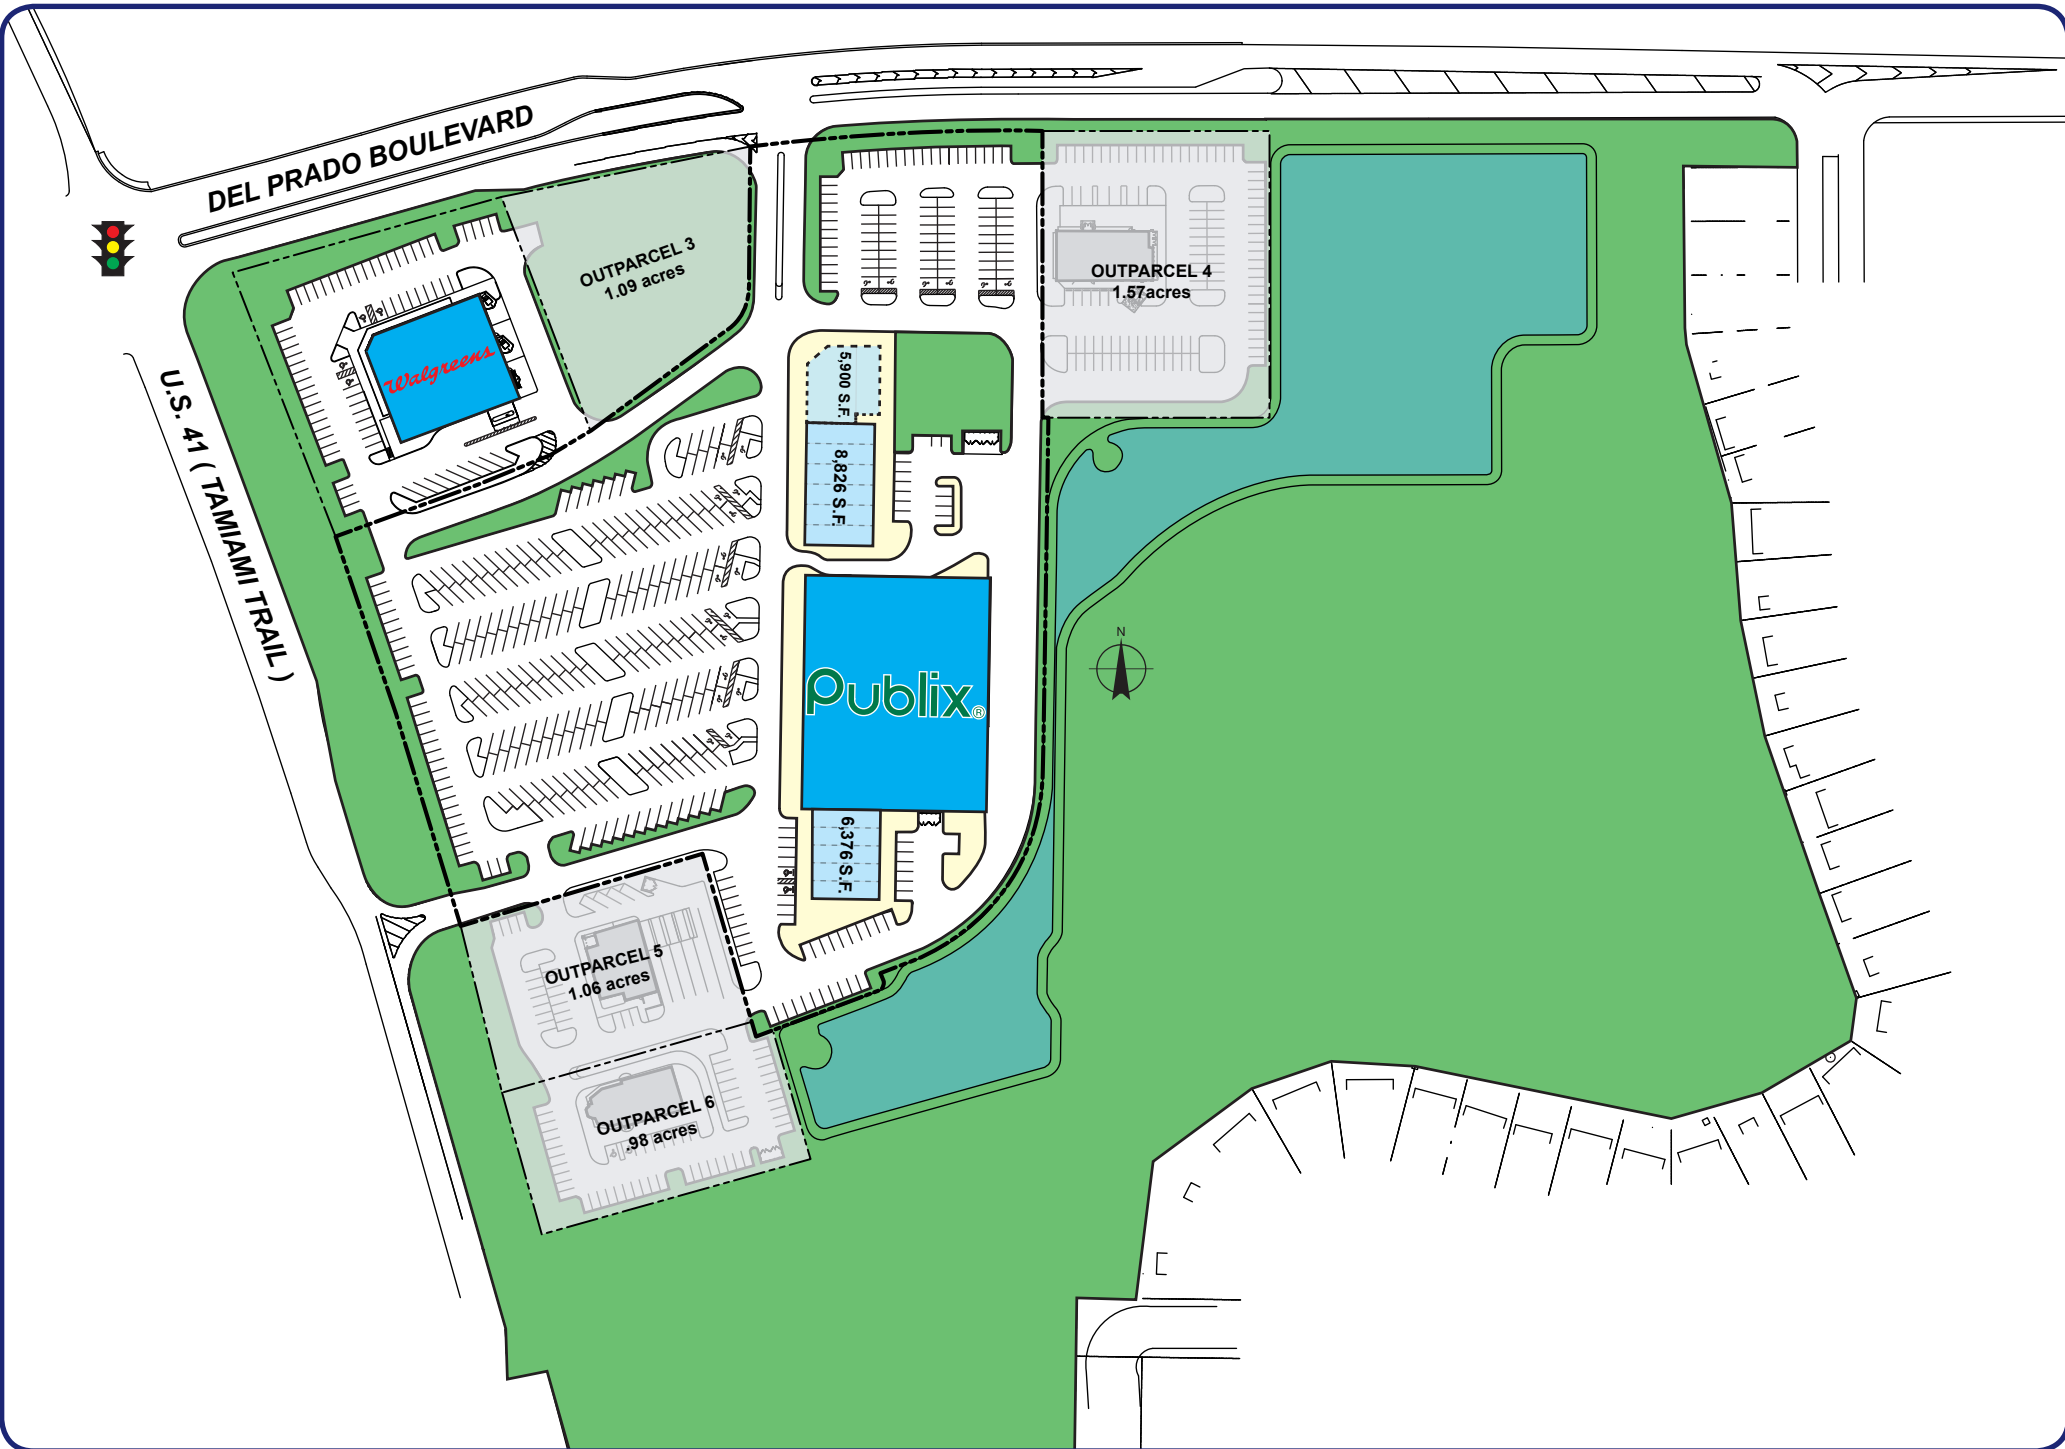 DEL PRADO BOULEVARD
OUTPARCEL 3
1.09 acres
OUTPARCEL 4
1.57acres
Walgreens
U.S. 41 ( TAMIAMI TRAIL )
5,900 S.F.
8,826 S.F.
N
Publix®
6,376 S.F.
OUTPARCEL 5
1.06 acres
OUTPARCEL 6
.98 acres